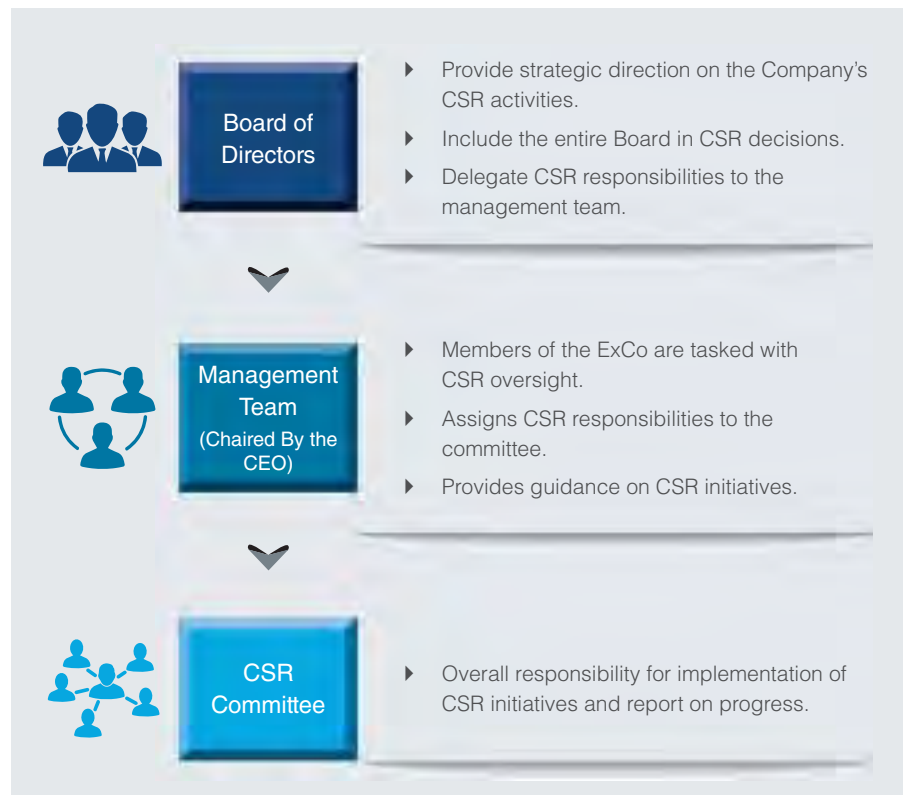 Board of
Directors
▶ Provide strategic direction on the Company's
CSR activities.
▶ Include the entire Board in CSR decisions.
▶ Delegate CSR responsibilities to the
management team.
Management
Team
(Chaired By the
CEO)
▶ Members of the ExCo are tasked with
CSR oversight.
▶ Assigns CSR responsibilities to the
committee.
▶ Provides guidance on CSR initiatives.
CSR
Committee
▶ Overall responsibility for implementation of
CSR initiatives and report on progress.